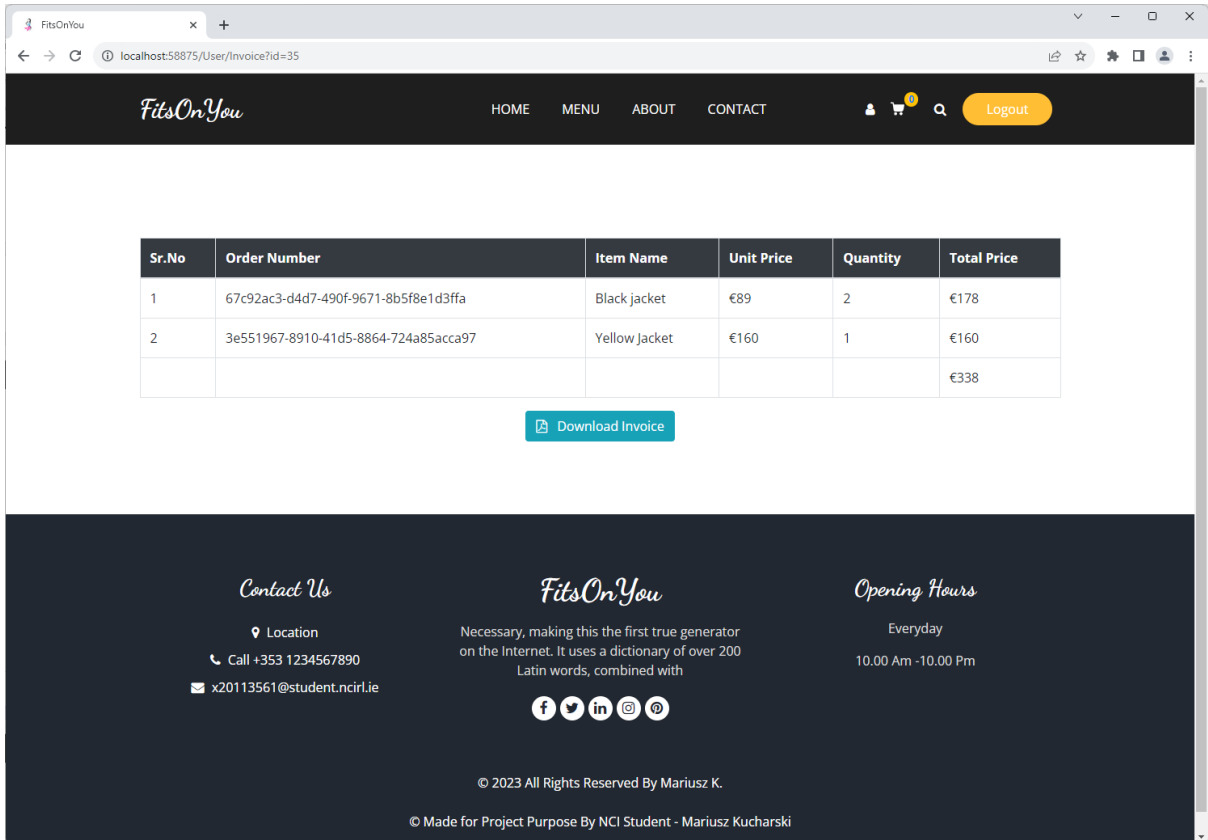 FitsOnYou
localhost:58875/User/Invoice?id=35
FitsOnYou HOME MENU ABOUT CONTACT 0 Logout
Sr.No Order Number Item Name Unit Price Quantity Total Price
1 67c92ac3-d4d7-490f-9671-8b5f8e1d3ffa Black jacket €89 2 €178
2 3e551967-8910-41d5-8864-724a85acca97 Yellow Jacket €160 1 €160
€338
Download Invoice
Contact Us
Location
Call +353 1234567890
x20113561@student.ncirl.ie
FitsOnYou
Necessary, making this the first true generator
on the Internet. It uses a dictionary of over 200
Latin words, combined with
Opening Hours
Everyday
10.00 Am -10.00 Pm
© 2023 All Rights Reserved By Mariusz K.
© Made for Project Purpose By NCI Student - Mariusz Kucharski